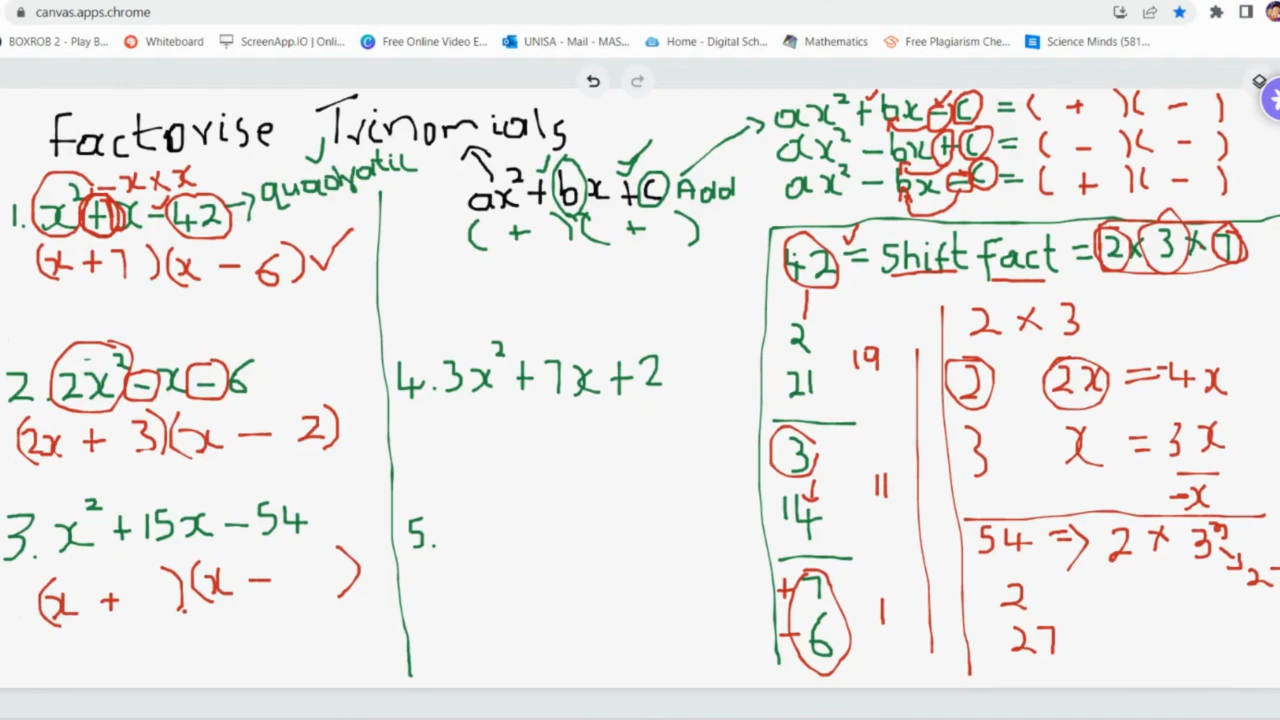 canvas.apps.chrome
BOXROB 2 - Play B...
Whiteboard
ScreenApp.IO | Onli...
Free Online Video E...
UNISA - Mail - MAS...
Home - Digital Sch...
Mathematics
Free Plagiarism Che...
Science Minds (581...
Factorise Trinomials
quadratic
-x × x
1. x² + 1x - 42
(x + 7)(x - 6) ✓
2. 2x² - x - 6
(2x + 3)(x - 2)
3. x² + 15x - 54
(x + )(x - )
ax² + bx + c Add
( + )( + )
4. 3x² + 7x + 2
5.
ax² + bx - c = ( + )( - )
ax² - bx + c = ( - )( - )
ax² - bx - c = ( + )( - )
42 = Shift Fact = 2 × 3 × 7
2
21
19
3
14
11
+ 7
- 6
1
2 × 3
2 2x = -4x
3 x = 3x
-x
54 => 2 × 3³
2
27